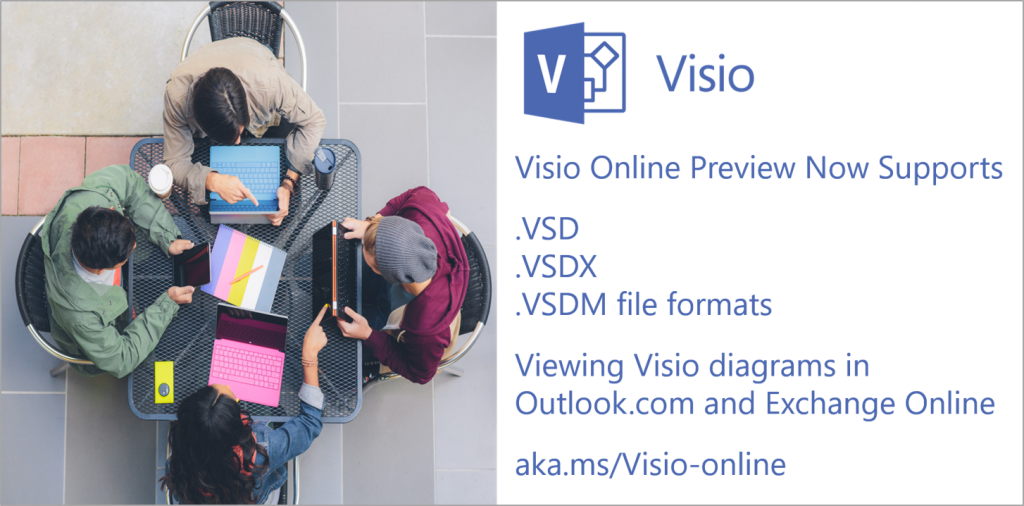 V
Visio
Visio Online Preview Now Supports
.VSD
.VSDX
.VSDM file formats
Viewing Visio diagrams in
Outlook.com and Exchange Online
aka.ms/Visio-online